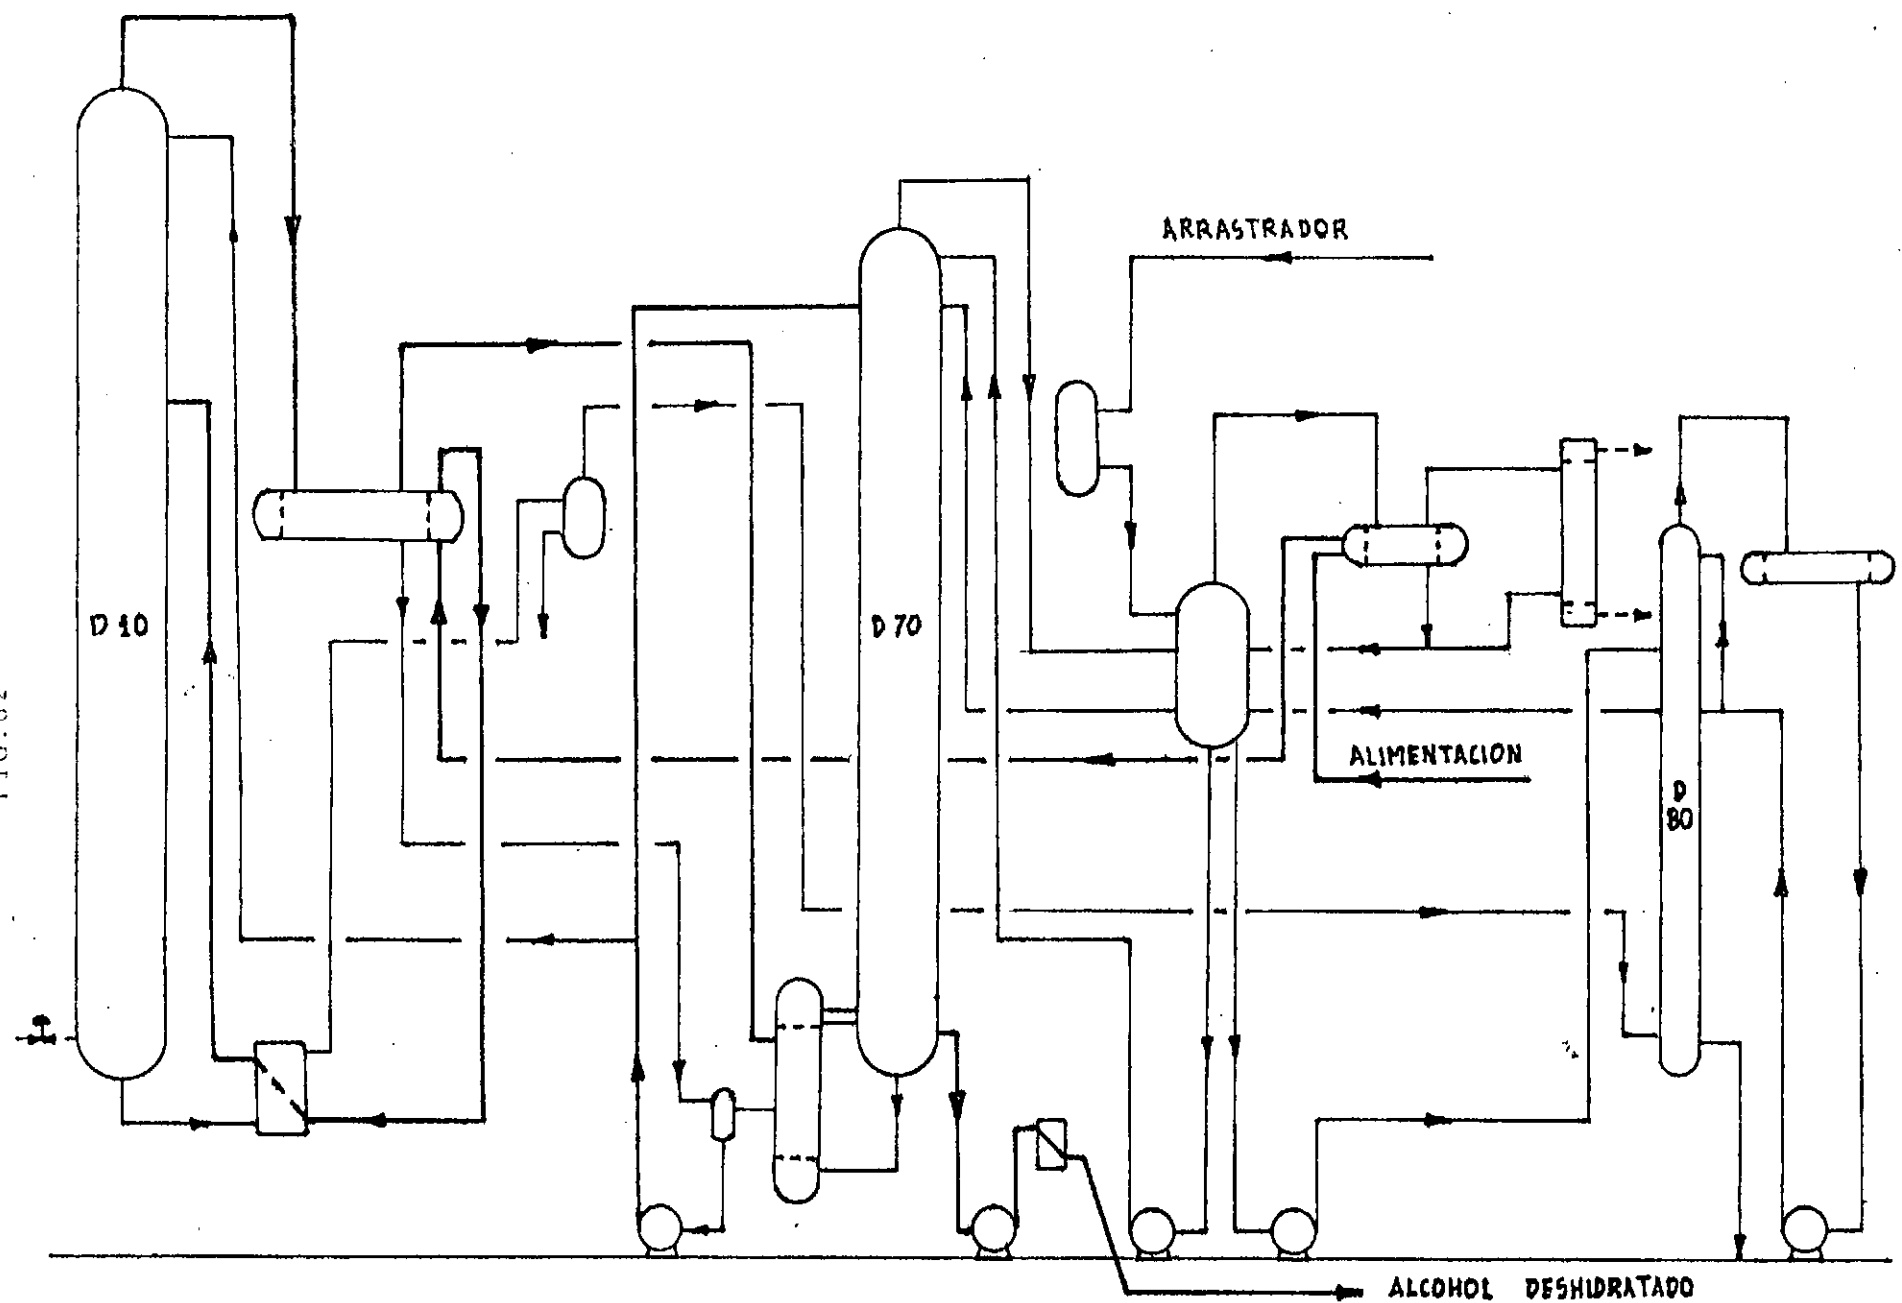 ARRASTRADOR
D 10
D 70
ALIMENTACION
D
80
ALCOHOL DESHIDRATADO